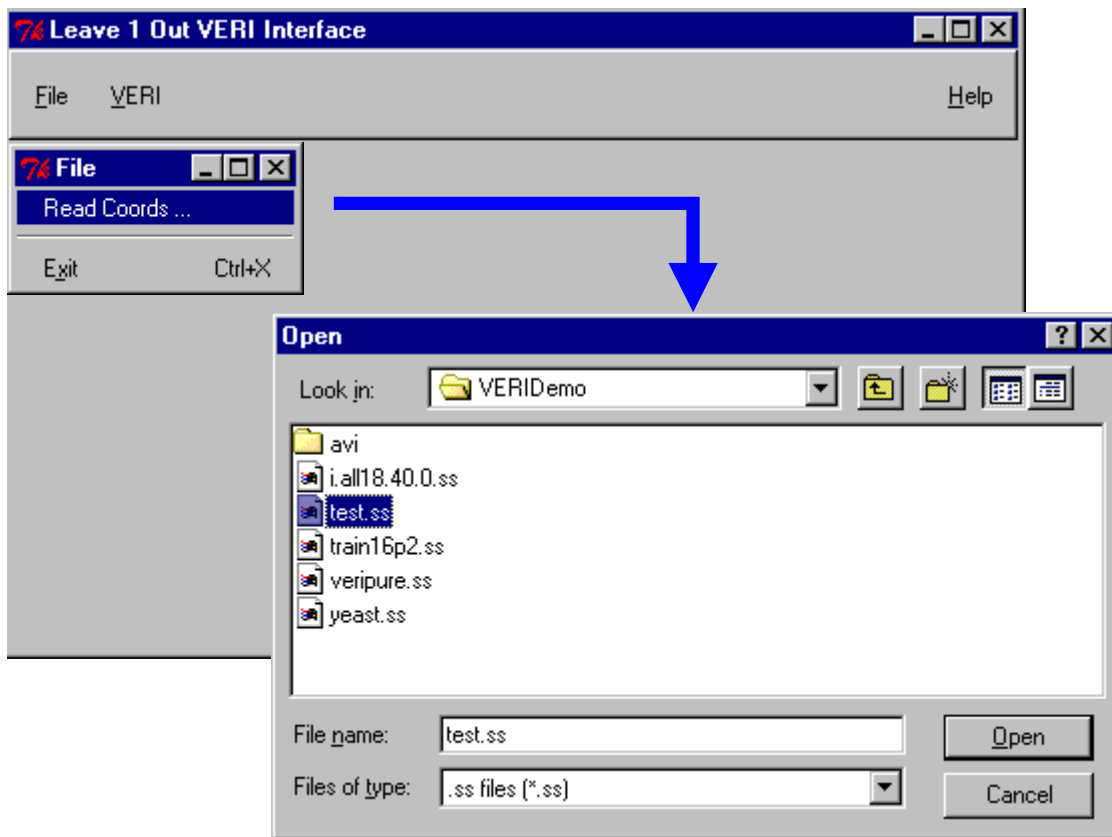 Leave 1 Out VERI Interface
File VERI Help
File
Read Coords ...
Exit Ctrl+X
Open
Look in: VERIDemo
avi
i.all18.40.0.ss
test.ss
train16p2.ss
veripure.ss
yeast.ss
File name: test.ss Open
Files of type: .ss files (*.ss) Cancel